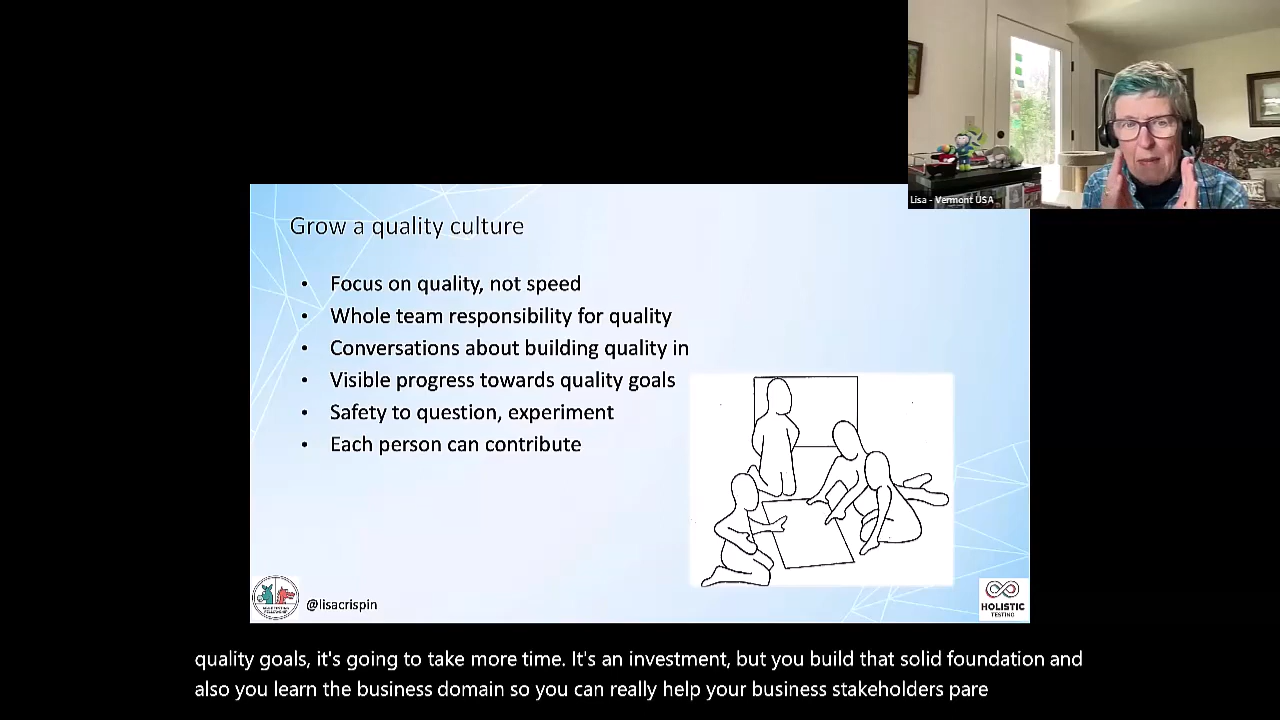 Lisa - Vermont USA
Grow a quality culture
• Focus on quality, not speed
• Whole team responsibility for quality
• Conversations about building quality in
• Visible progress towards quality goals
• Safety to question, experiment
• Each person can contribute
@lisacrispin
HOLISTIC
TESTING
quality goals, it's going to take more time. It's an investment, but you build that solid foundation and
also you learn the business domain so you can really help your business stakeholders pare